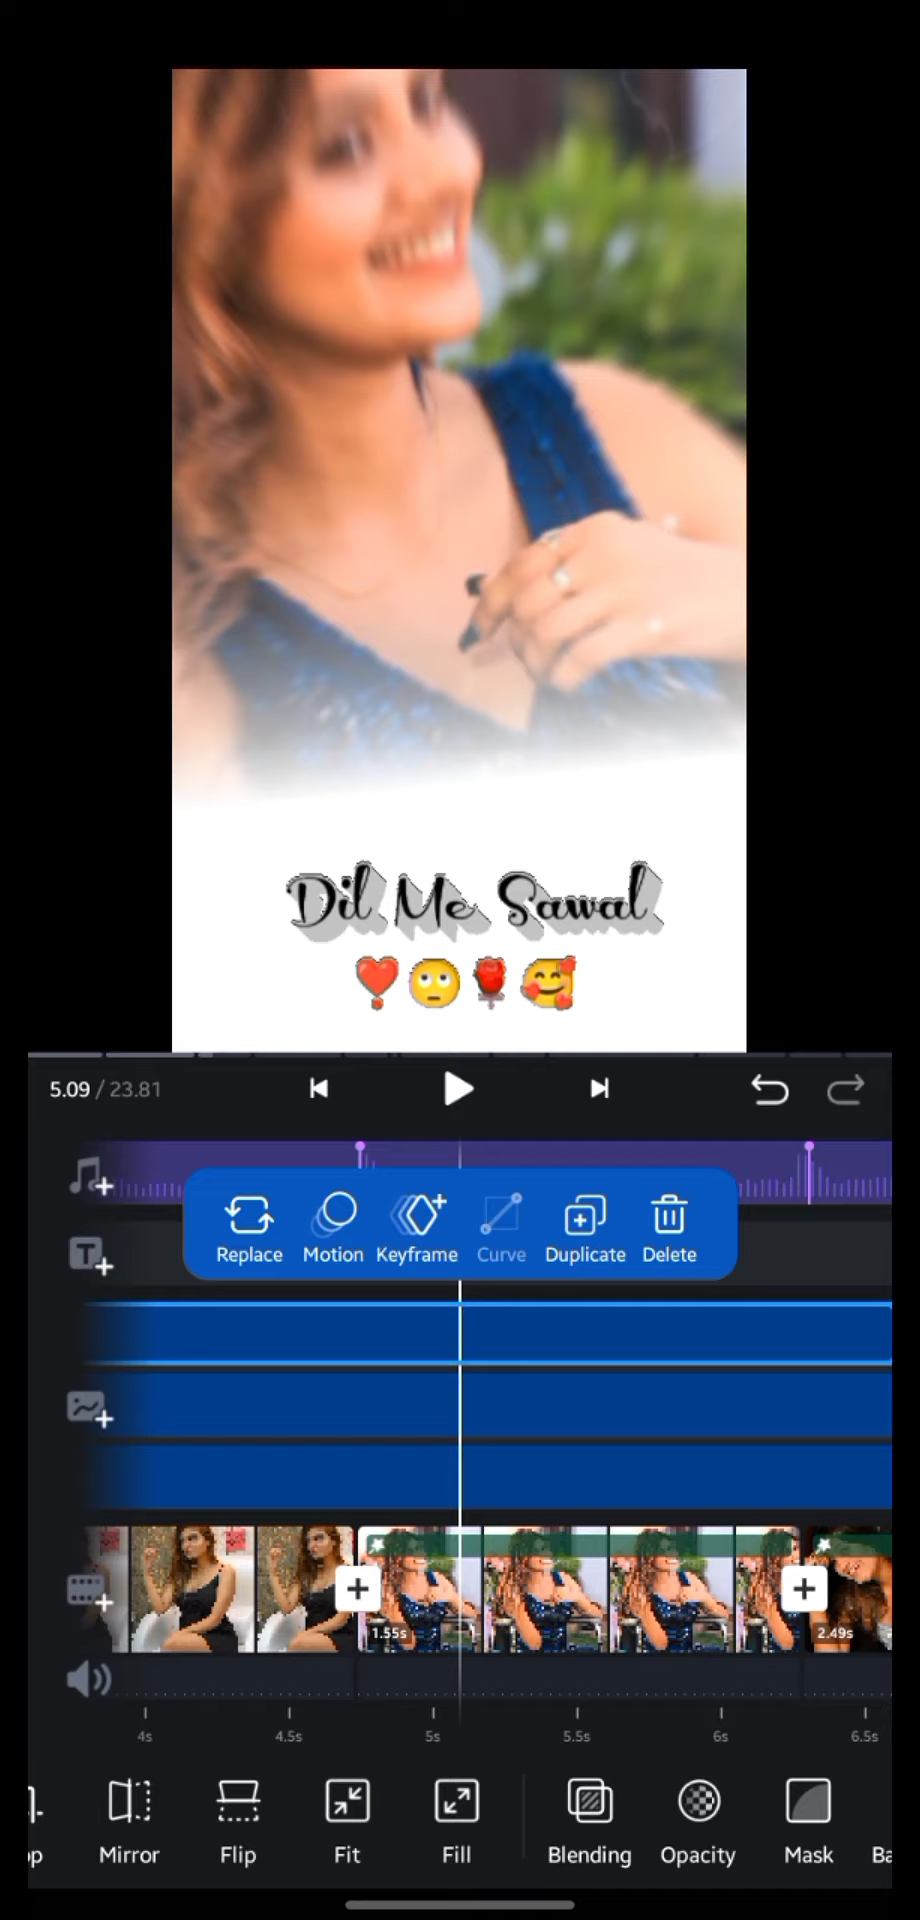 Dil Me Sawal
❣️🙄🌹🥰
5.09 / 23.81
Replace Motion Keyframe Curve Duplicate Delete
1.55s 2.49s
4s 4.5s 5s 5.5s 6s 6.5s
Mirror Flip Fit Fill Blending Opacity Mask